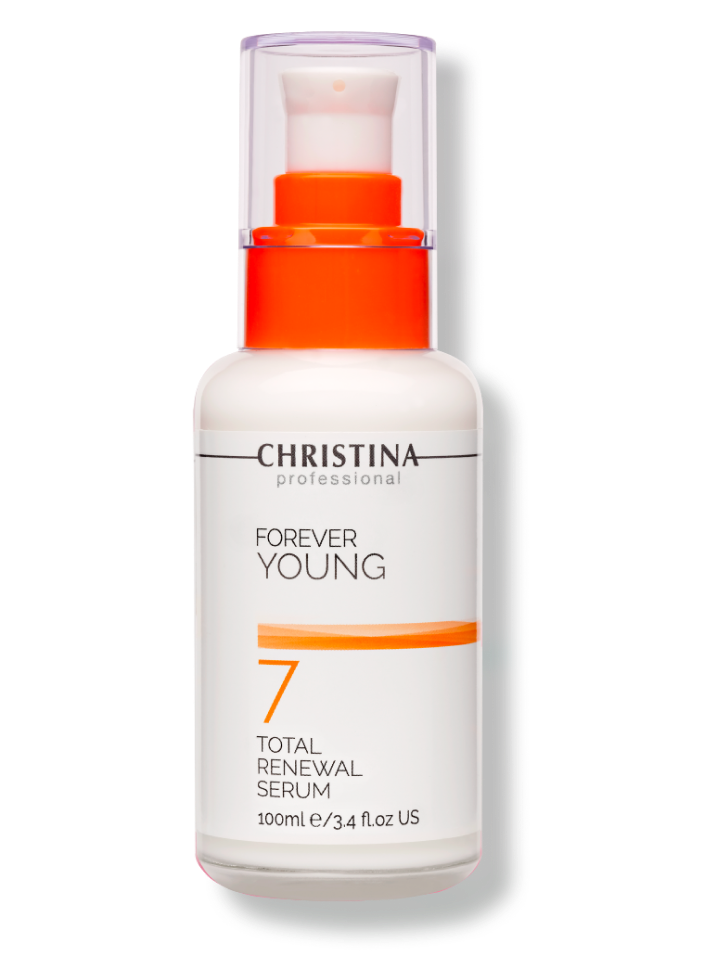 CHRISTINA
professional
FOREVER
YOUNG
7
TOTAL
RENEWAL
SERUM
100ml e/3.4 fl.oz US